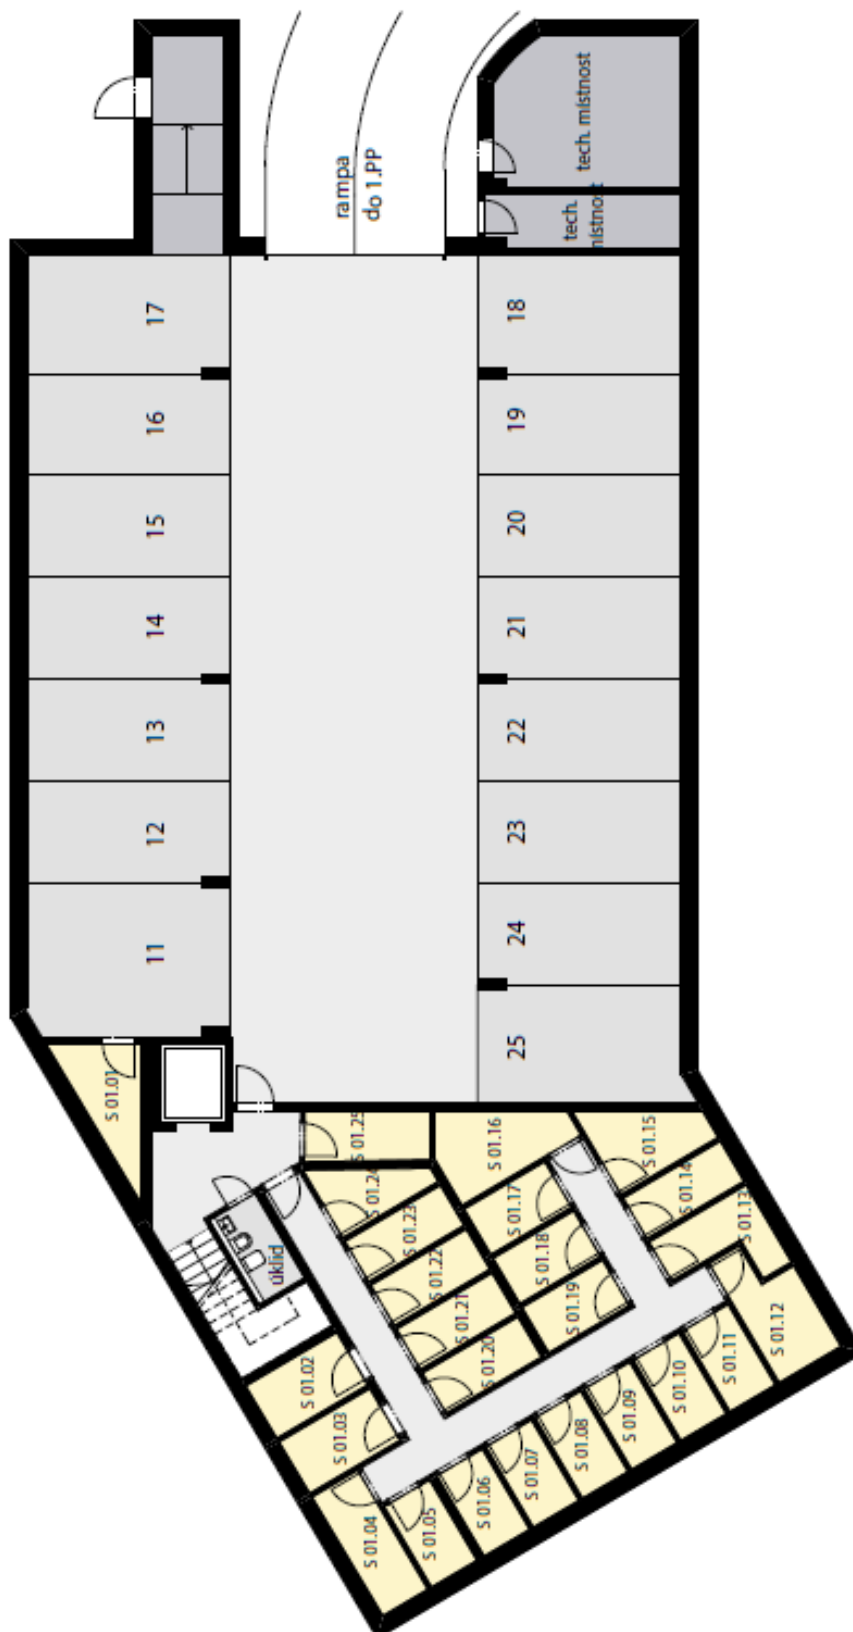 rampa
do 1.PP
tech. místnost
tech.
místnost
17
18
16
19
15
20
14
21
13
22
12
23
11
24
25
S 01.01
S 01.25
S 01.16
S 01.15
S 01.24
S 01.17
S 01.14
S 01.23
S 01.18
S 01.13
úklid
S 01.22
S 01.21
S 01.19
S 01.12
S 01.20
S 01.02
S 01.11
S 01.03
S 01.10
S 01.09
S 01.08
S 01.07
S 01.06
S 01.05
S 01.04